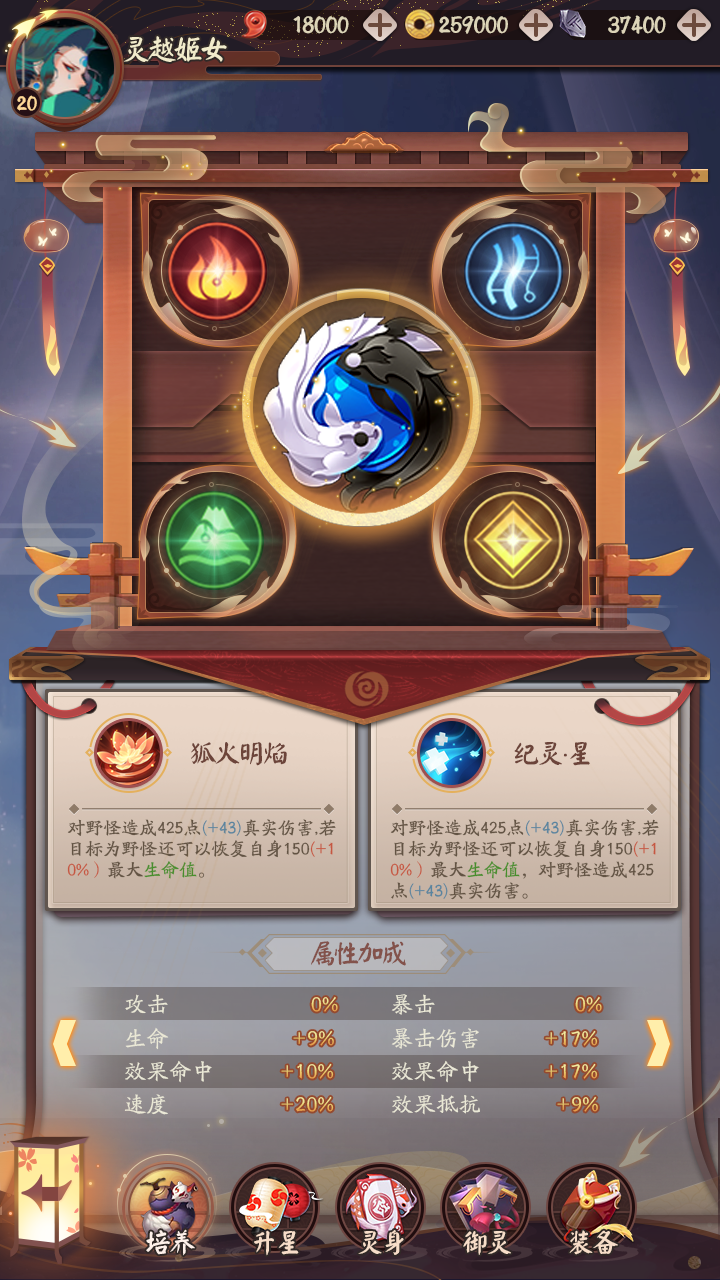 18000
259000
37400
灵越姬女
20
狐火明焰
对野怪造成425点(+43)真实伤害,若
目标为野怪还可以恢复自身150(+1
0%）最大生命值。
纪灵·星
对野怪造成425点(+43)真实伤害,若
目标为野怪还可以恢复自身150(+1
0%）最大生命值，对野怪造成425
点(+43)真实伤害。
属性加成
攻击 0% 暴击 0%
生命 +9% 暴击伤害 +17%
效果命中 +10% 效果命中 +17%
速度 +20% 效果抵抗 +9%
培养 升星 灵身 御灵 装备